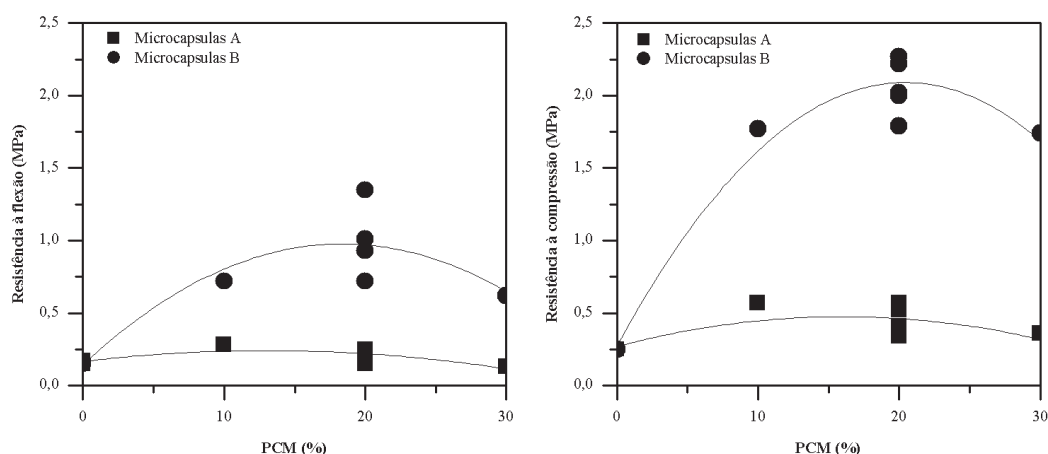 2,5
2,0
1,5
1,0
0,5
0,0
Resistência à flexão (MPa)
Microcapsulas A
Microcapsulas B
0 10 20 30
PCM (%)
2,5
2,0
1,5
1,0
0,5
0,0
Resistência à compressão (MPa)
Microcapsulas A
Microcapsulas B
0 10 20 30
PCM (%)